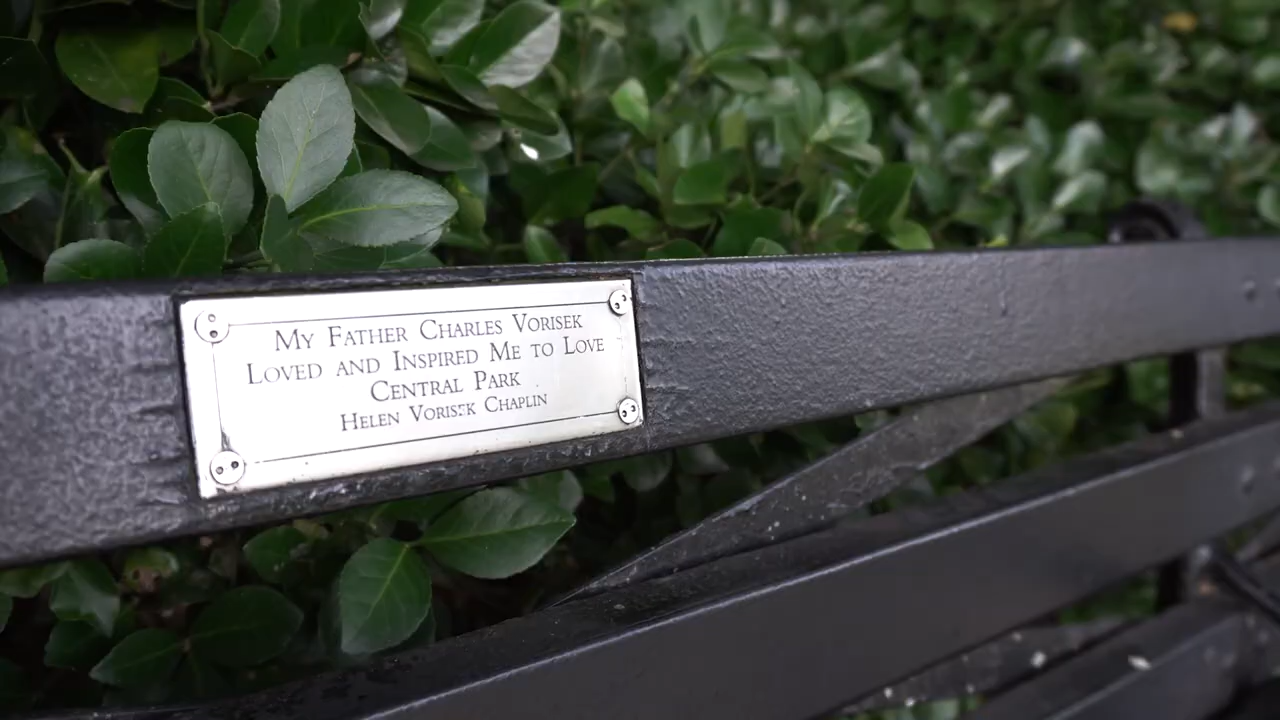 My Father Charles Vorisek
Loved and Inspired Me to Love
Central Park
Helen Vorisek Chaplin